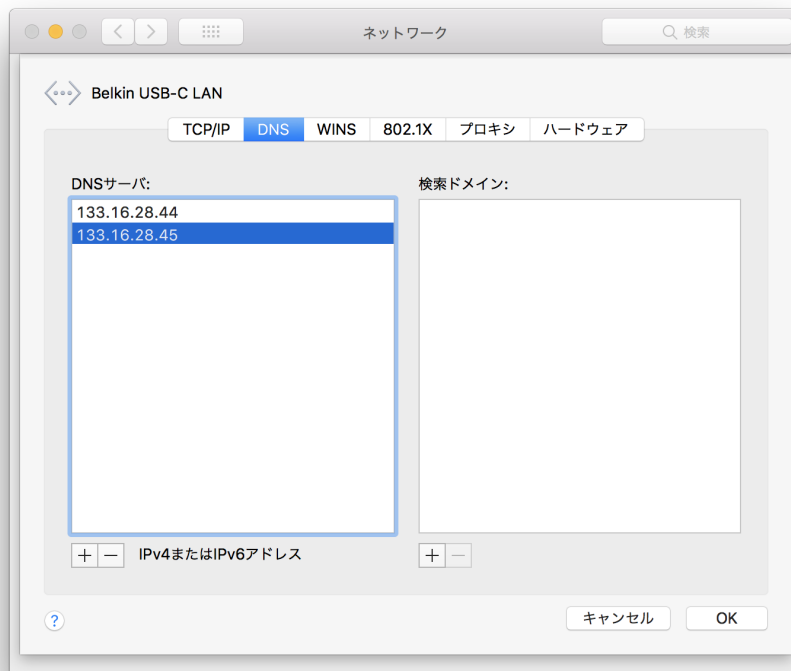 ネットワーク
検索
Belkin USB-C LAN
TCP/IP DNS WINS 802.1X プロキシ ハードウェア
DNSサーバ:
133.16.28.44
133.16.28.45
IPv4またはIPv6アドレス
検索ドメイン:
? キャンセル OK